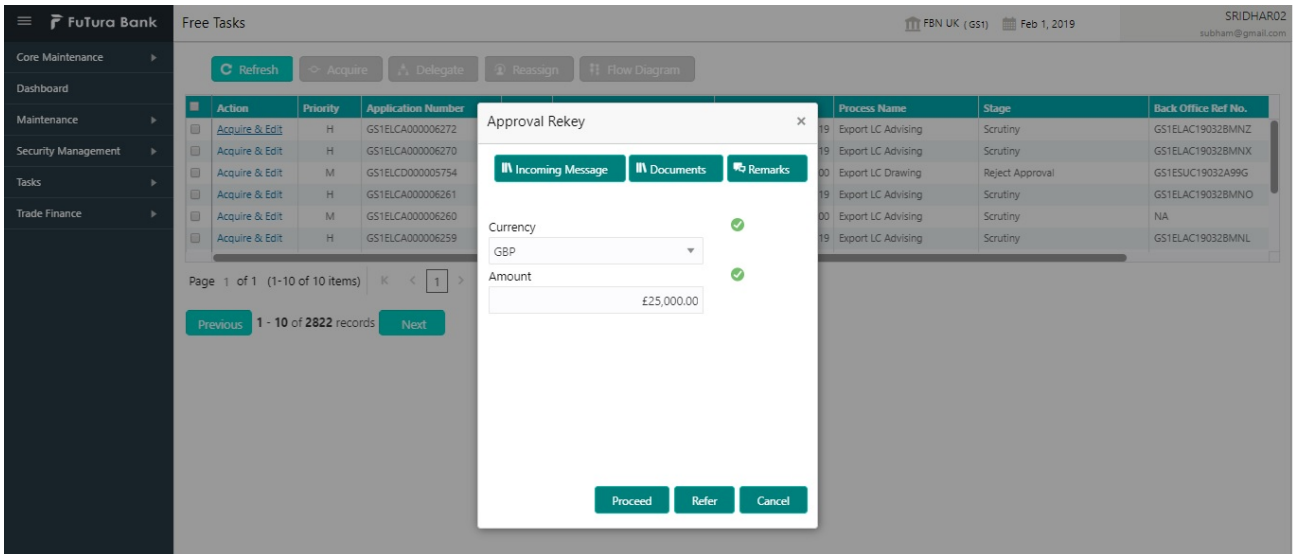 FuTura Bank
Free Tasks
FBN UK (GS1)
Feb 1, 2019
SRIDHAR02
subham@gmail.com
Core Maintenance
Dashboard
Maintenance
Security Management
Tasks
Trade Finance
Refresh Acquire Delegate Reassign Flow Diagram
Action Priority Application Number Process Name Stage Back Office Ref No.
Acquire & Edit H GS1ELCA000006272 19 Export LC Advising Scrutiny GS1ELAC19032BMNZ
Acquire & Edit H GS1ELCA000006270 19 Export LC Advising Scrutiny GS1ELAC19032BMNX
Acquire & Edit M GS1ELCD000005754 00 Export LC Drawing Reject Approval GS1ESUC19032A99G
Acquire & Edit H GS1ELCA000006261 19 Export LC Advising Scrutiny GS1ELAC19032BMNO
Acquire & Edit M GS1ELCA000006260 00 Export LC Advising Scrutiny NA
Acquire & Edit H GS1ELCA000006259 19 Export LC Advising Scrutiny GS1ELAC19032BMNL
Page 1 of 1 (1-10 of 10 items) K < 1 >
Previous 1 - 10 of 2822 records Next
Approval Rekey ×
Incoming Message Documents Remarks
Currency
GBP
Amount
£25,000.00
Proceed Refer Cancel